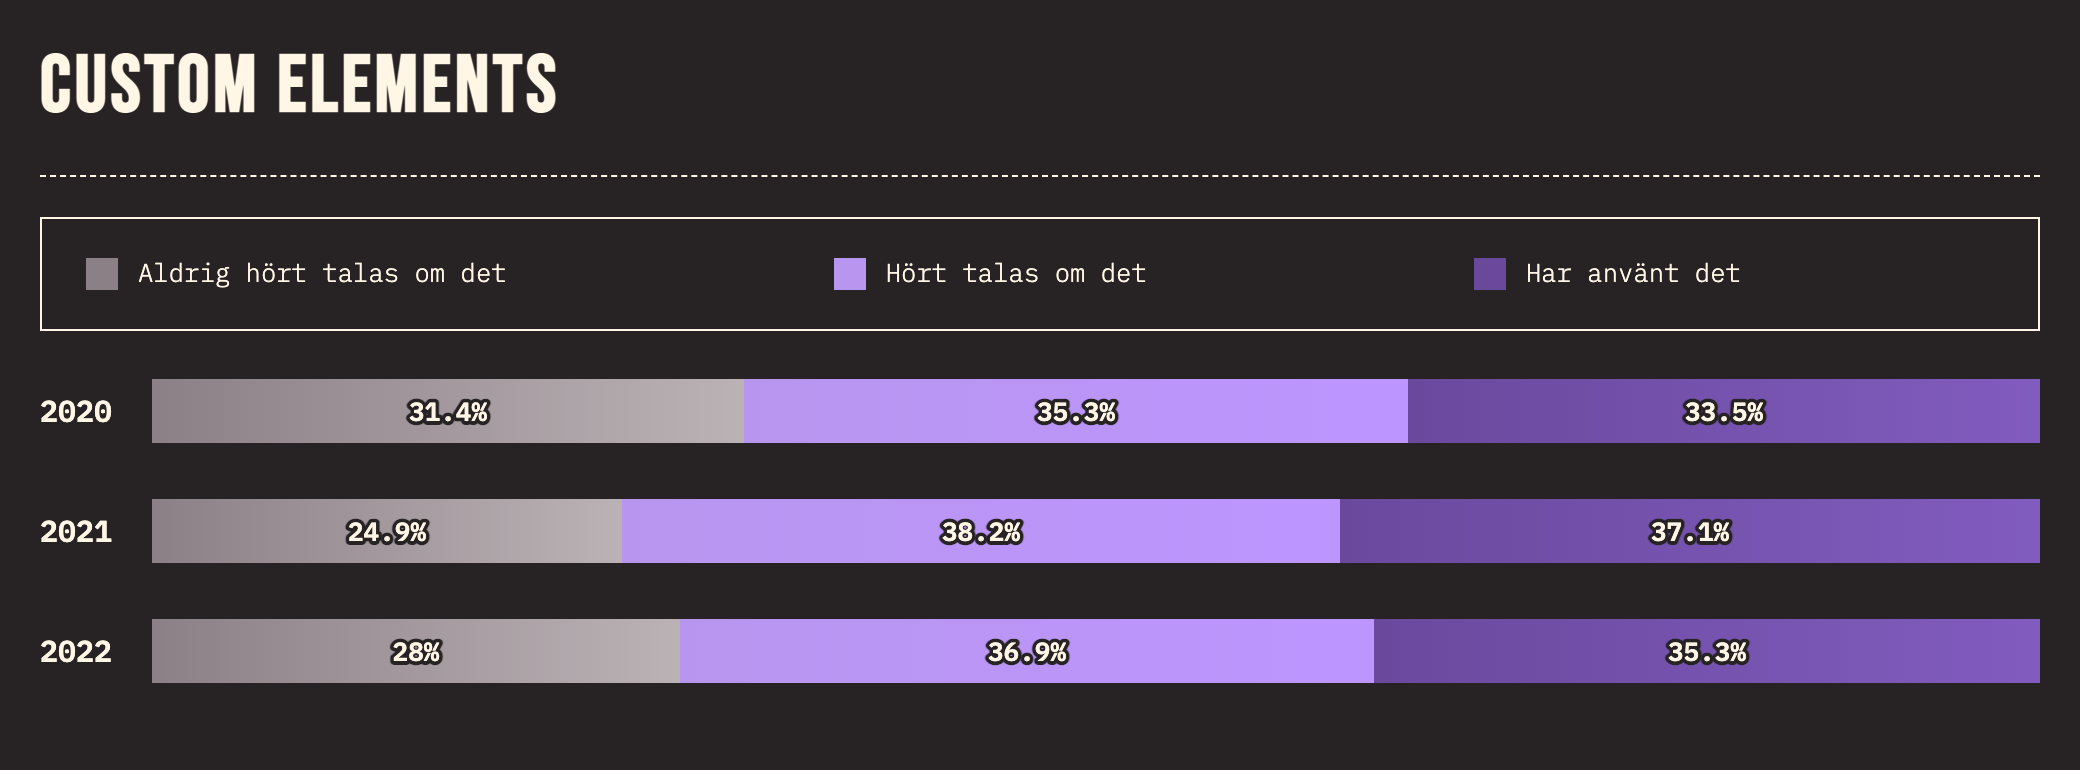 CUSTOM ELEMENTS
Aldrig hört talas om det Hört talas om det Har använt det
2020 31.4% 35.3% 33.5%
2021 24.9% 38.2% 37.1%
2022 28% 36.9% 35.3%